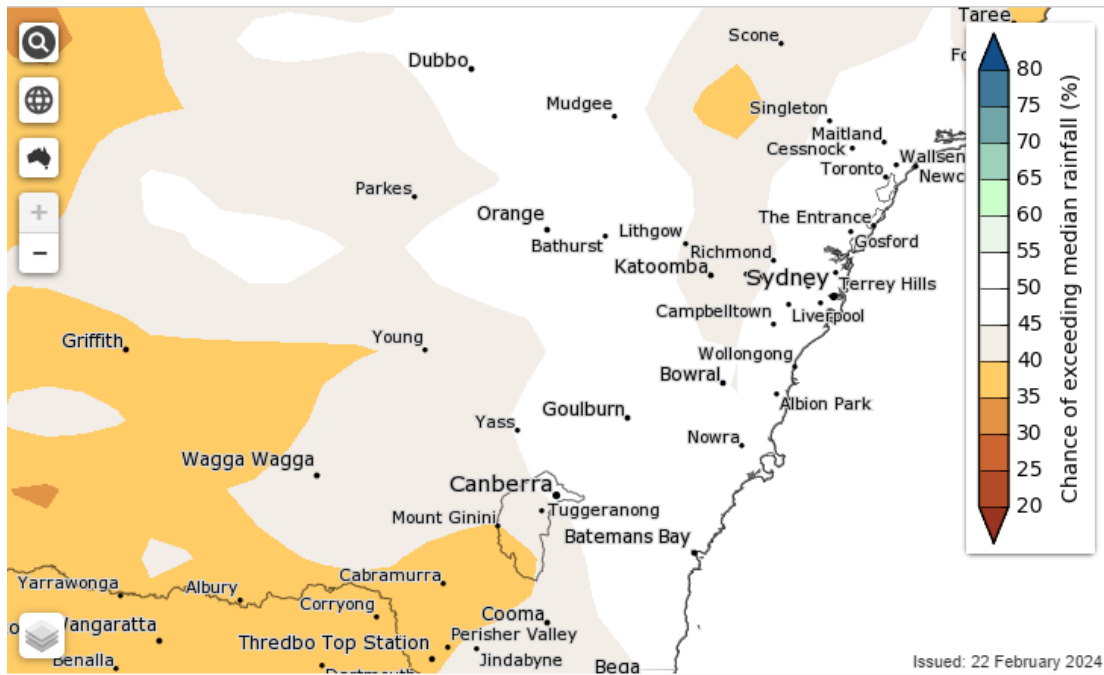 Taree
Scone
Fo
Dubbo
Mudgee
Singleton
Maitland
Cessnock
Wallsen
Toronto
Newc
Parkes
Orange
The Entrance
Bathurst
Lithgow
Gosford
Richmond
Katoomba
Sydney
Terrey Hills
Campbelltown
Liverpool
Griffith
Young
Wollongong
Bowral
Albion Park
Goulburn
Yass
Nowra
Wagga Wagga
Canberra
Tuggeranong
Mount Ginini
Batemans Bay
Yarrawonga
Albury
Cabramurra
Corryong
Cooma
Wangaratta
Thredbo Top Station
Perisher Valley
Benalla
Jindabyne
Dartmouth
Bega
80
75
70
65
60
55
50
45
40
35
30
25
20
Chance of exceeding median rainfall (%)
Issued: 22 February 2024